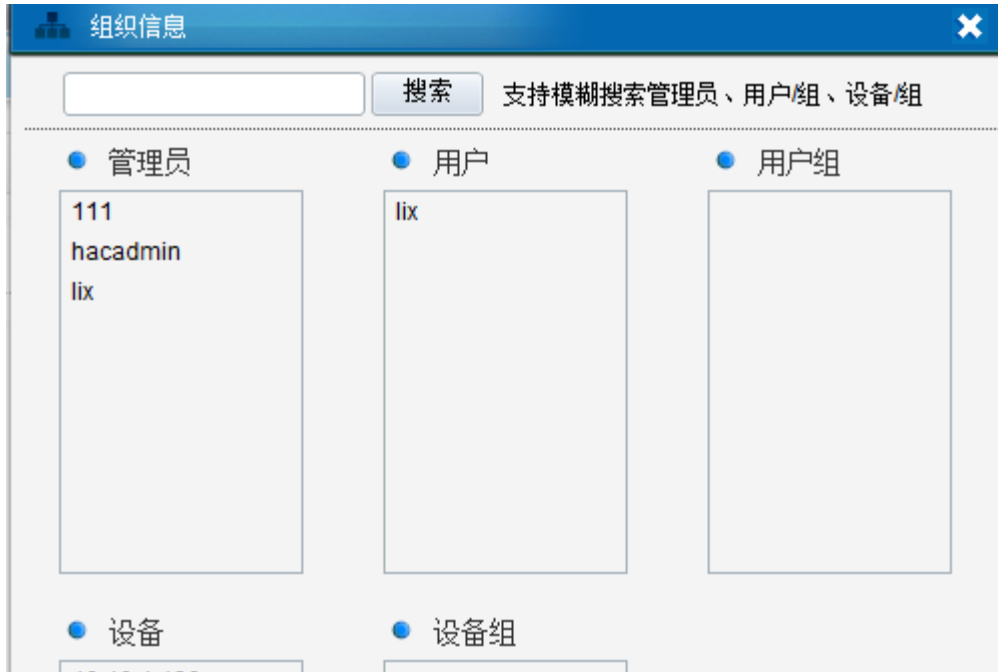 组织信息
搜索 支持模糊搜索管理员、用户/组、设备/组
管理员 用户 用户组
111 lix
hacadmin
lix
设备 设备组